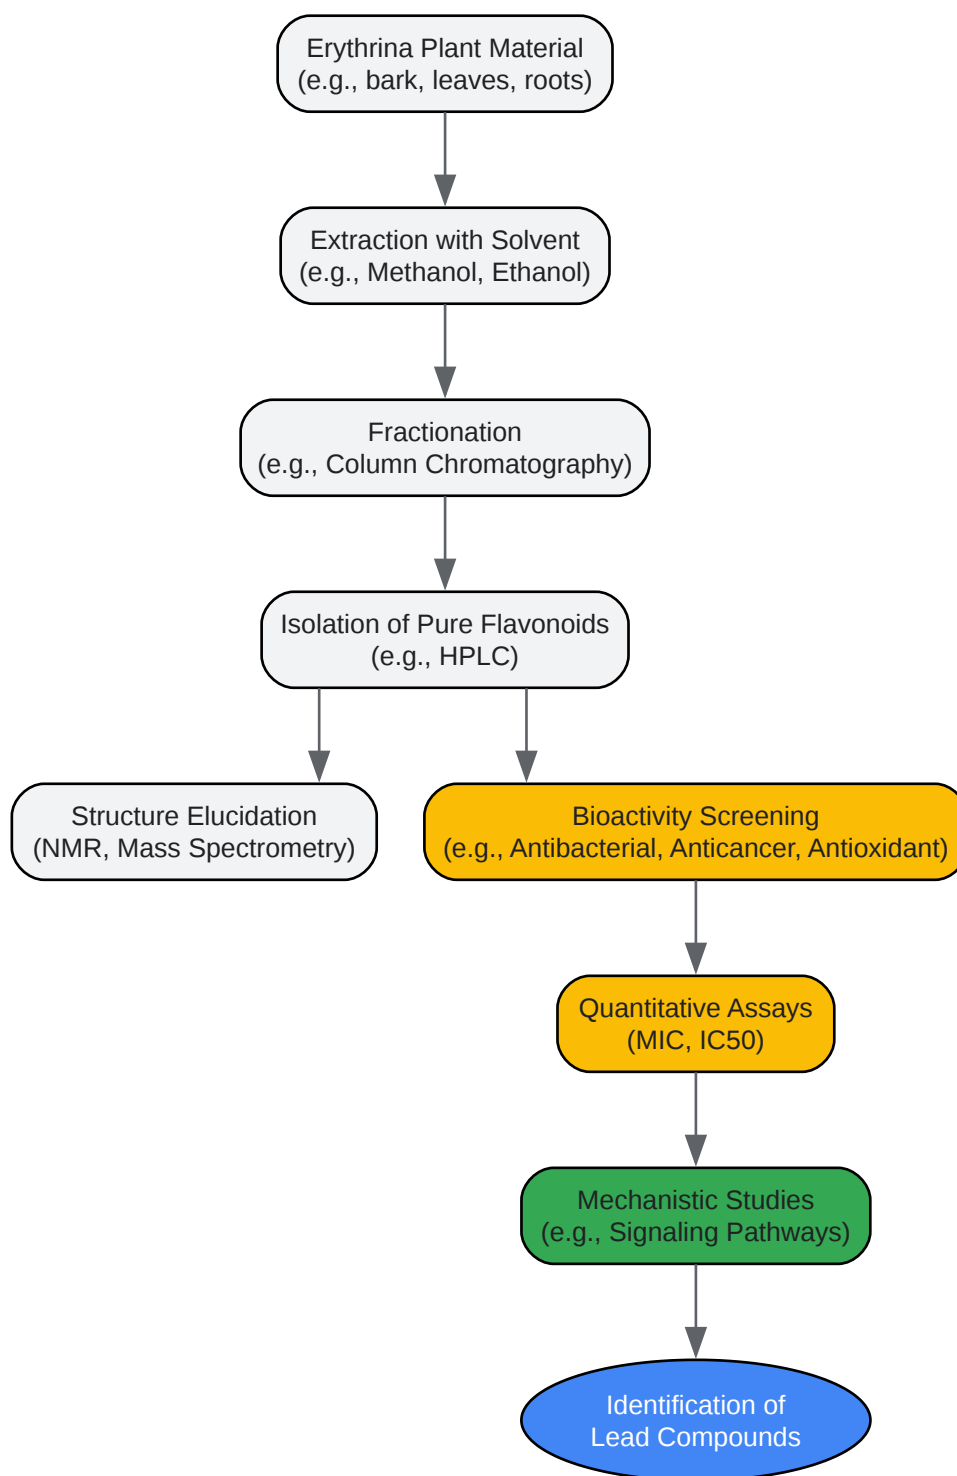 Erythrina Plant Material
(e.g., bark, leaves, roots)
Extraction with Solvent
(e.g., Methanol, Ethanol)
Fractionation
(e.g., Column Chromatography)
Isolation of Pure Flavonoids
(e.g., HPLC)
Structure Elucidation
(NMR, Mass Spectrometry)
Bioactivity Screening
(e.g., Antibacterial, Anticancer, Antioxidant)
Quantitative Assays
(MIC, IC50)
Mechanistic Studies
(e.g., Signaling Pathways)
Identification of
Lead Compounds